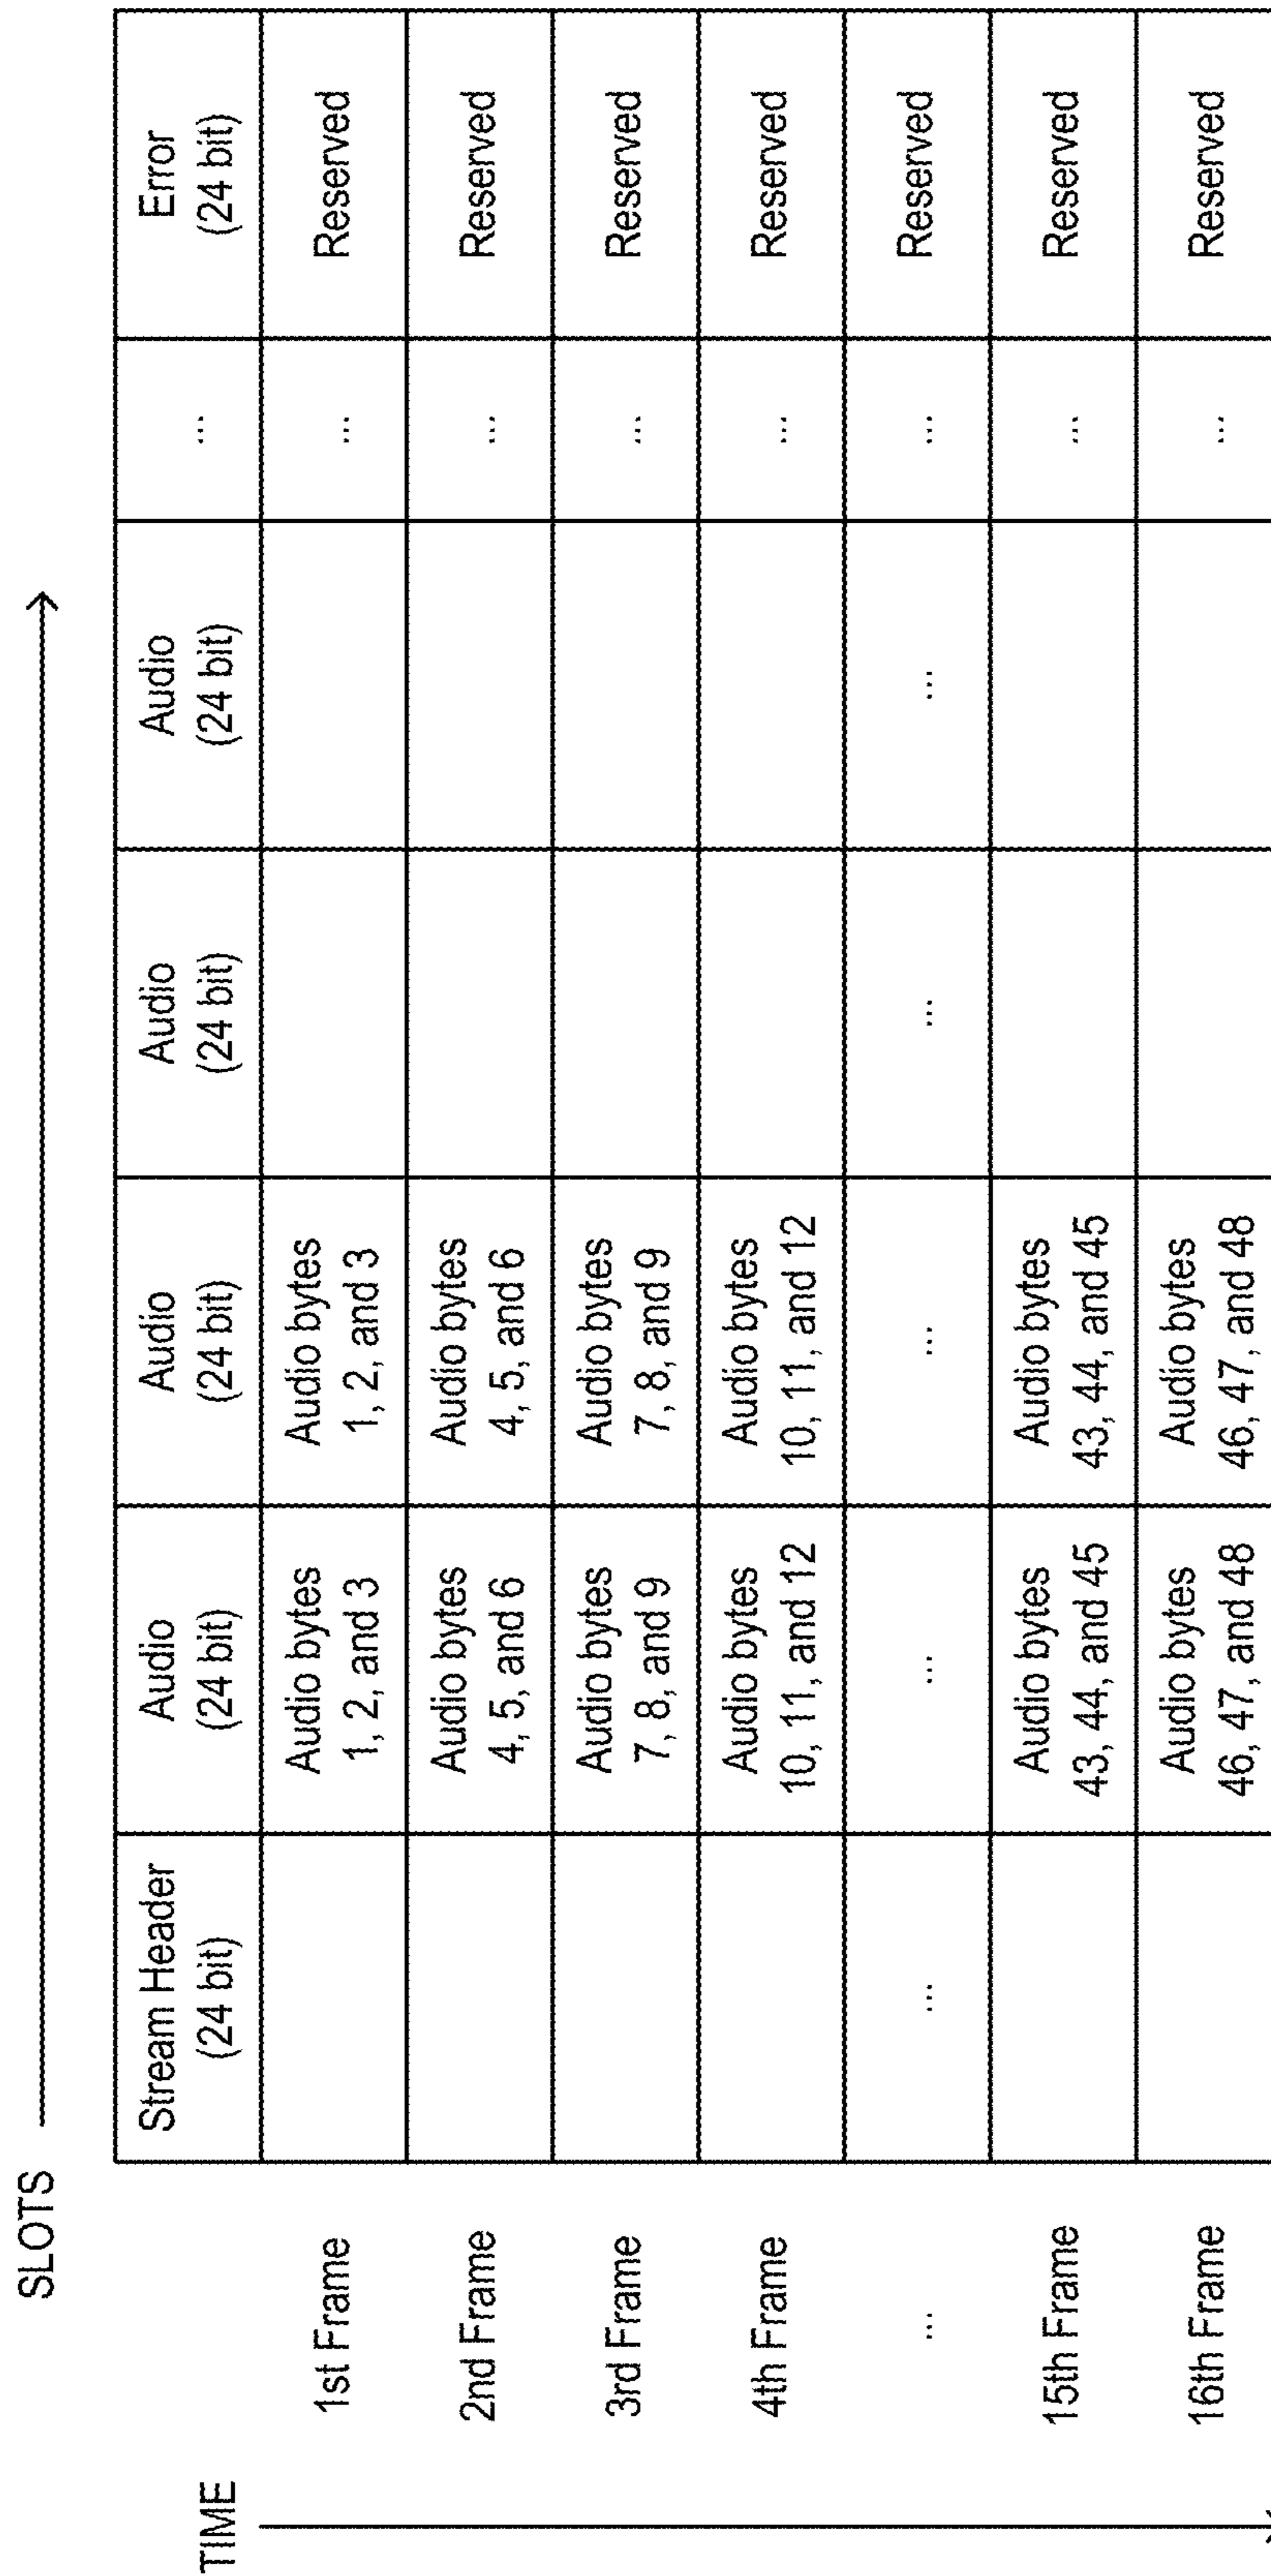 SLOTS
TIME
Stream Header
(24 bit)
Audio
(24 bit)
Audio
(24 bit)
Audio
(24 bit)
Audio
(24 bit)
...
Error
(24 bit)
1st Frame
Audio bytes
1, 2, and 3
Audio bytes
1, 2, and 3
...
Reserved
2nd Frame
Audio bytes
4, 5, and 6
Audio bytes
4, 5, and 6
...
Reserved
3rd Frame
Audio bytes
7, 8, and 9
Audio bytes
7, 8, and 9
...
Reserved
4th Frame
Audio bytes
10, 11, and 12
Audio bytes
10, 11, and 12
...
Reserved
...
...
...
...
...
...
...
Reserved
15th Frame
Audio bytes
43, 44, and 45
Audio bytes
43, 44, and 45
...
Reserved
16th Frame
Audio bytes
46, 47, and 48
Audio bytes
46, 47, and 48
...
Reserved